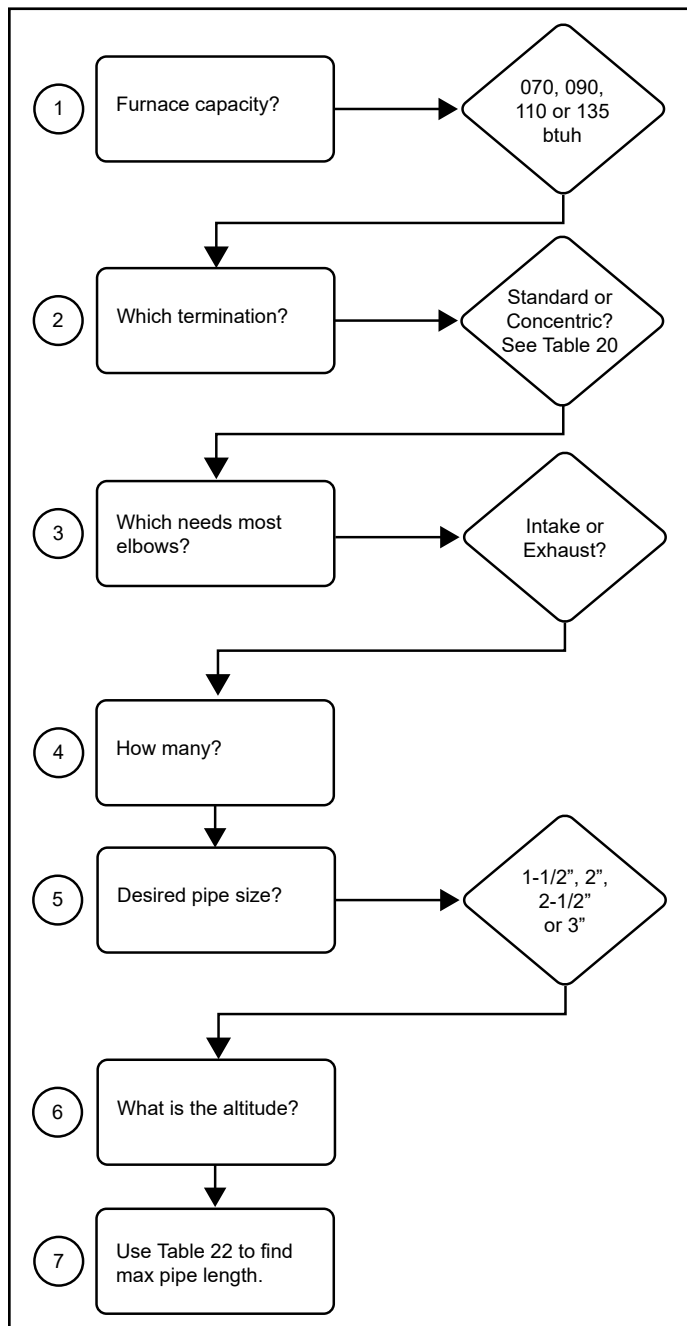 1
Furnace capacity?
070, 090,
110 or 135
btuh
2
Which termination?
Standard or
Concentric?
See Table 20
3
Which needs most
elbows?
Intake or
Exhaust?
4
How many?
5
Desired pipe size?
1-1/2”, 2”,
2-1/2”
or 3”
6
What is the altitude?
7
Use Table 22 to find
max pipe length.